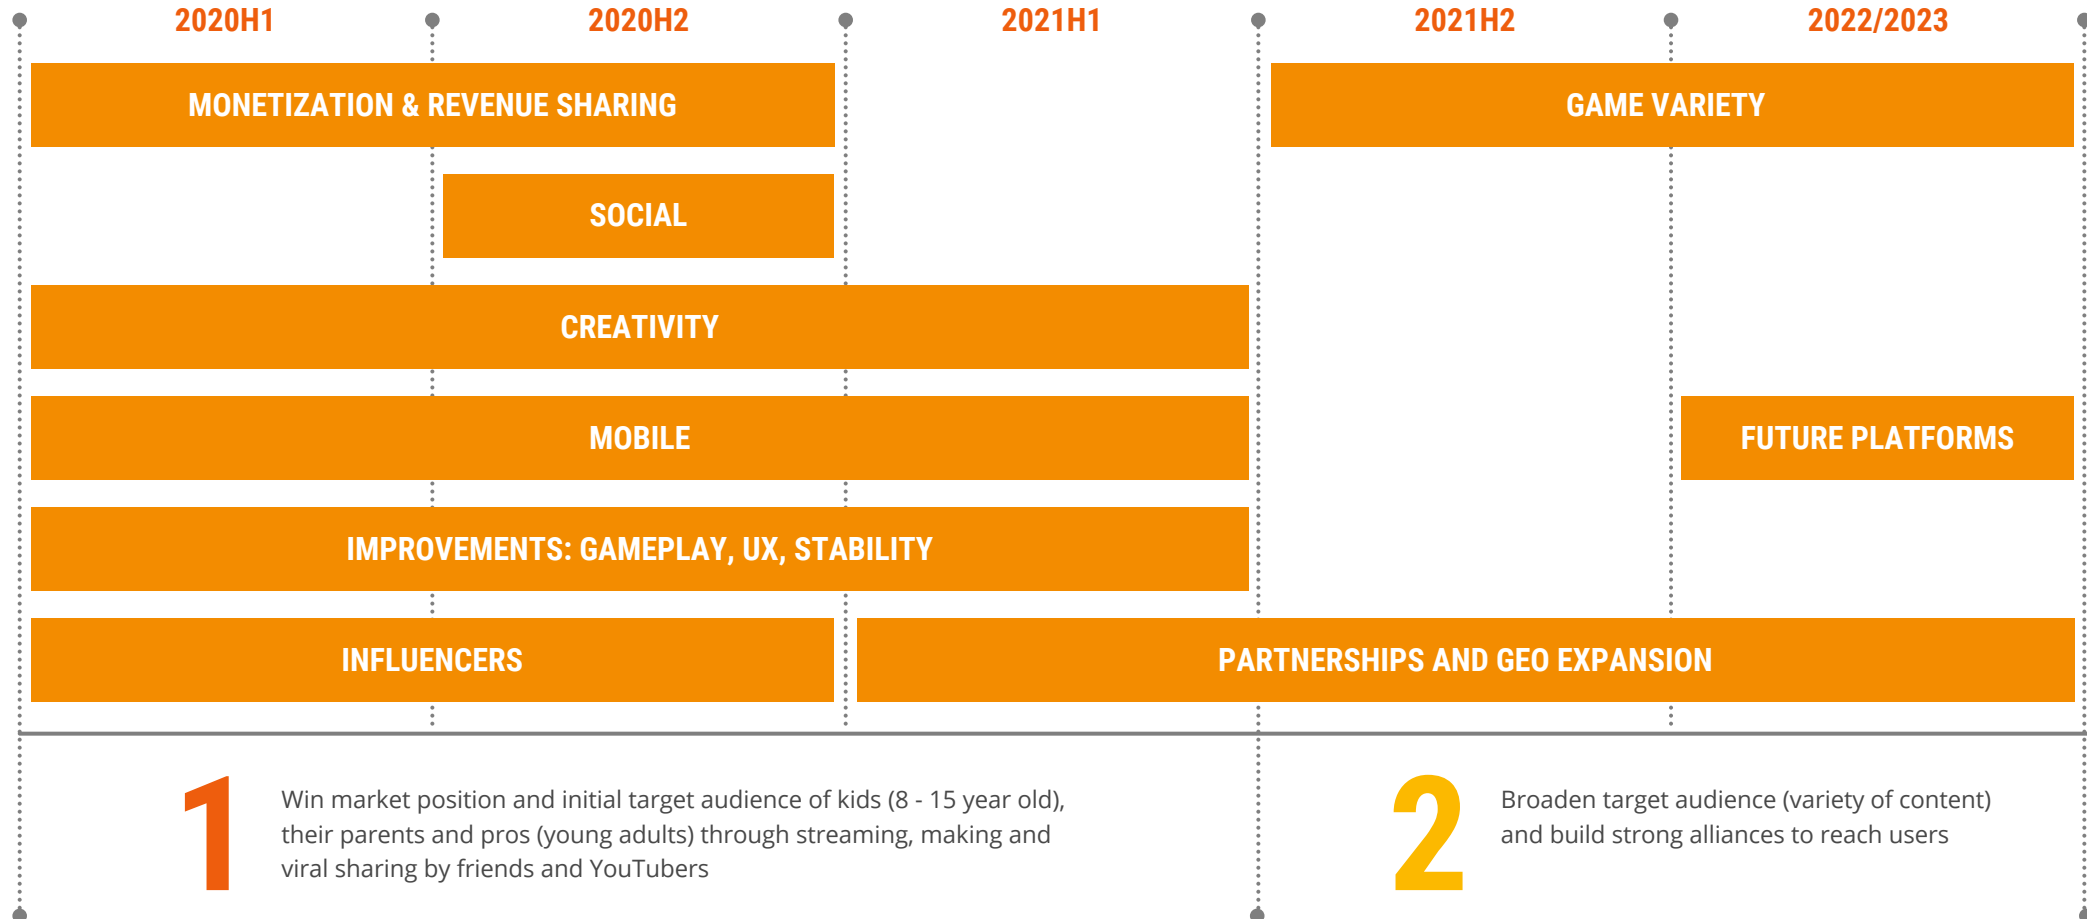 2020H1
2020H2
2021H1
2021H2
2022/2023
MONETIZATION & REVENUE SHARING
GAME VARIETY
SOCIAL
CREATIVITY
MOBILE
FUTURE PLATFORMS
IMPROVEMENTS: GAMEPLAY, UX, STABILITY
INFLUENCERS
PARTNERSHIPS AND GEO EXPANSION
1
Win market position and initial target audience of kids (8 - 15 year old),
their parents and pros (young adults) through streaming, making and
viral sharing by friends and YouTubers
2
Broaden target audience (variety of content)
and build strong alliances to reach users